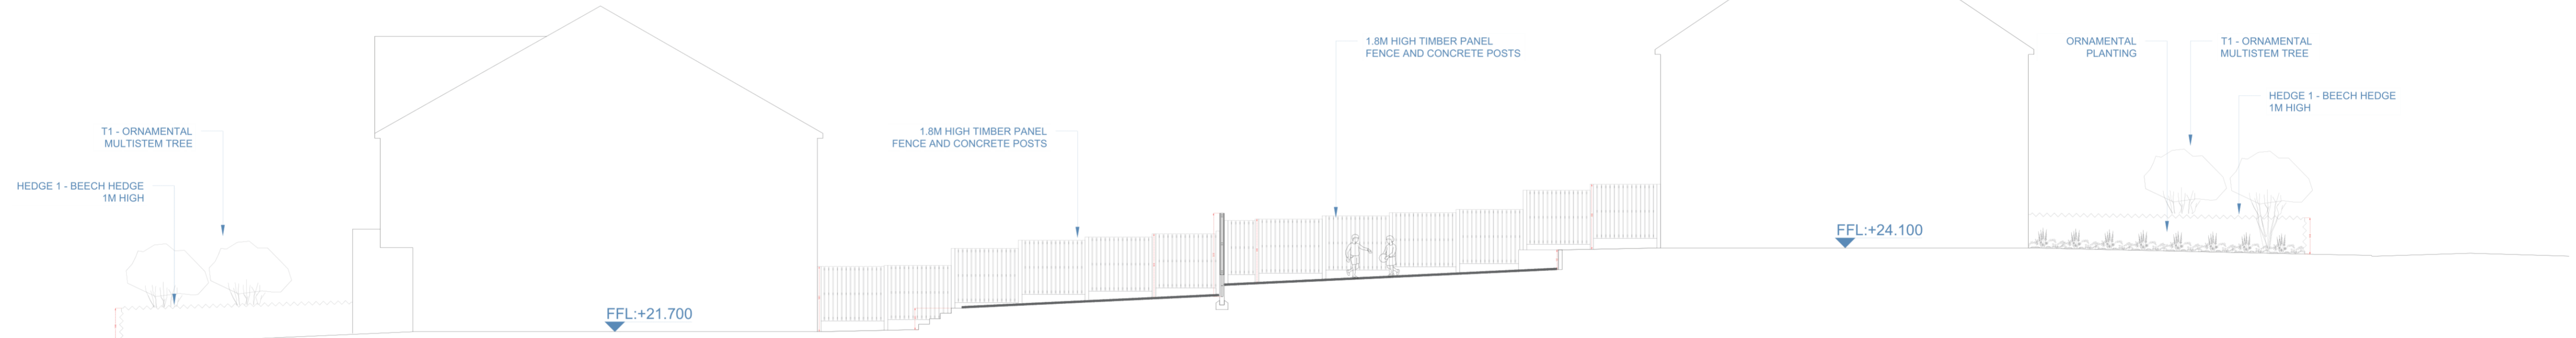 1.8M HIGH TIMBER PANEL
FENCE AND CONCRETE POSTS
ORNAMENTAL
PLANTING
T1 - ORNAMENTAL
MULTISTEM TREE
HEDGE 1 - BEECH HEDGE
1M HIGH
T1 - ORNAMENTAL
MULTISTEM TREE
1.8M HIGH TIMBER PANEL
FENCE AND CONCRETE POSTS
HEDGE 1 - BEECH HEDGE
1M HIGH
FFL:+24.100
FFL:+21.700